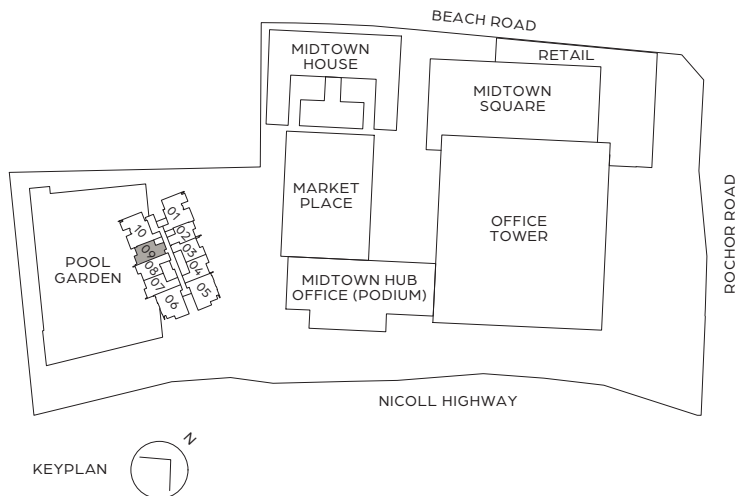 BEACH ROAD
MIDTOWN
HOUSE
RETAIL
MIDTOWN
SQUARE
MARKET
PLACE
OFFICE
TOWER
ROCHOR ROAD
01
02
03
04
05
10
09
08
07
06
POOL
GARDEN
MIDTOWN HUB
OFFICE (PODIUM)
NICOLL HIGHWAY
N
KEYPLAN